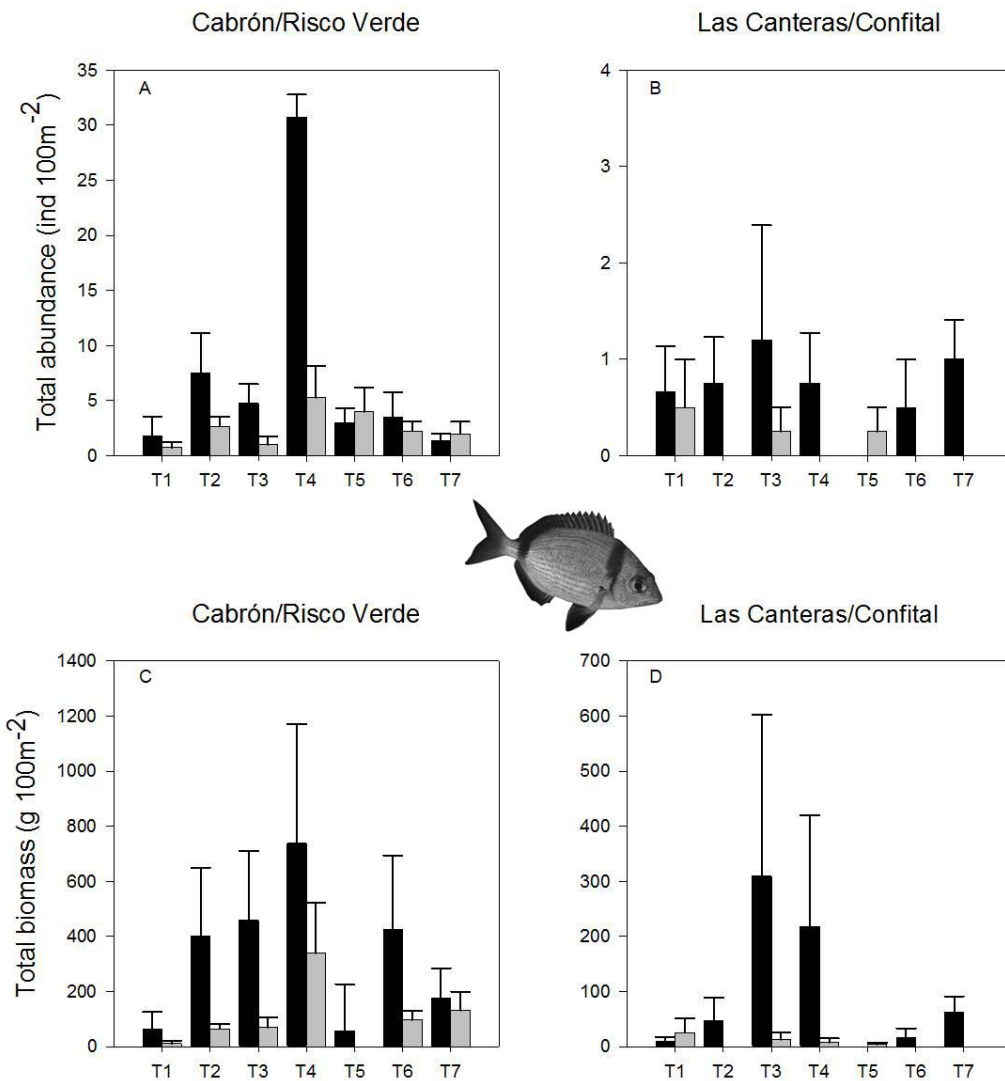 Cabrón/Risco Verde
Las Canteras/Confital
Total abundance (ind 100m-2)
A
35
30
25
20
15
10
5
0
T1 T2 T3 T4 T5 T6 T7
B
4
3
2
1
0
T1 T2 T3 T4 T5 T6 T7
Cabrón/Risco Verde
Las Canteras/Confital
Total biomass (g 100m-2)
C
1400
1200
1000
800
600
400
200
0
T1 T2 T3 T4 T5 T6 T7
D
700
600
500
400
300
200
100
0
T1 T2 T3 T4 T5 T6 T7